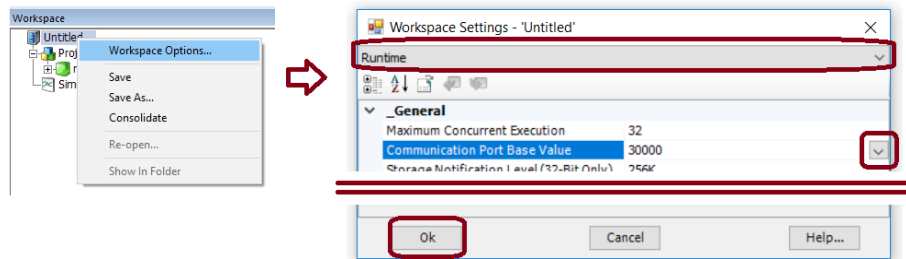 Workspace
Untitled
Proj
Sim
Workspace Options...
Save
Save As...
Consolidate
Re-open...
Show In Folder
Workspace Settings - 'Untitled'
Runtime
_General
Maximum Concurrent Execution 32
Communication Port Base Value 30000
Storage Notification Level (32-Bit Only) 256K
Ok Cancel Help...